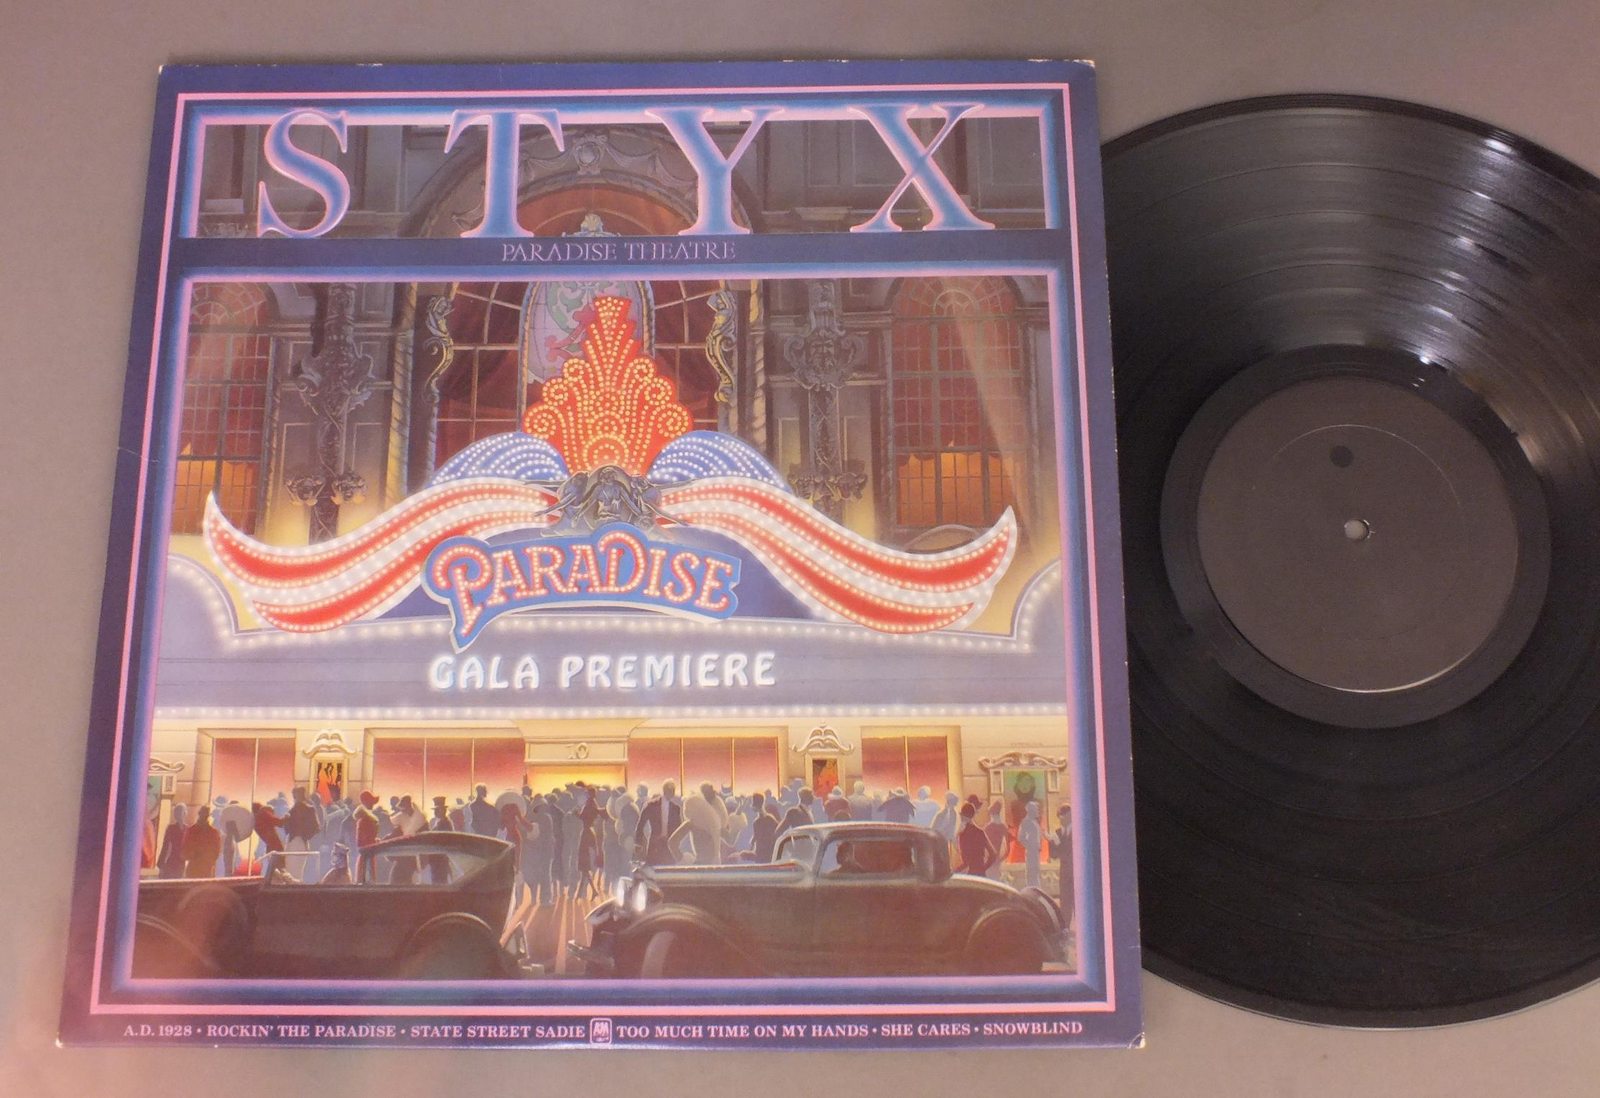 STYX
PARADISE THEATRE
PARADISE
GALA PREMIERE
10
A.D. 1928 • ROCKIN' THE PARADISE • STATE STREET SADIE A&M TOO MUCH TIME ON MY HANDS • SHE CARES • SNOWBLIND